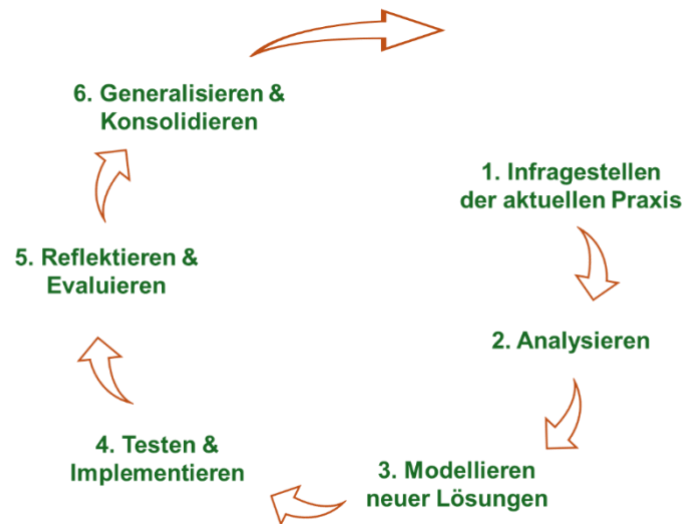 6. Generalisieren &
Konsolidieren
1. Infragestellen
der aktuellen Praxis
5. Reflektieren &
Evaluieren
2. Analysieren
4. Testen &
Implementieren
3. Modellieren
neuer Lösungen